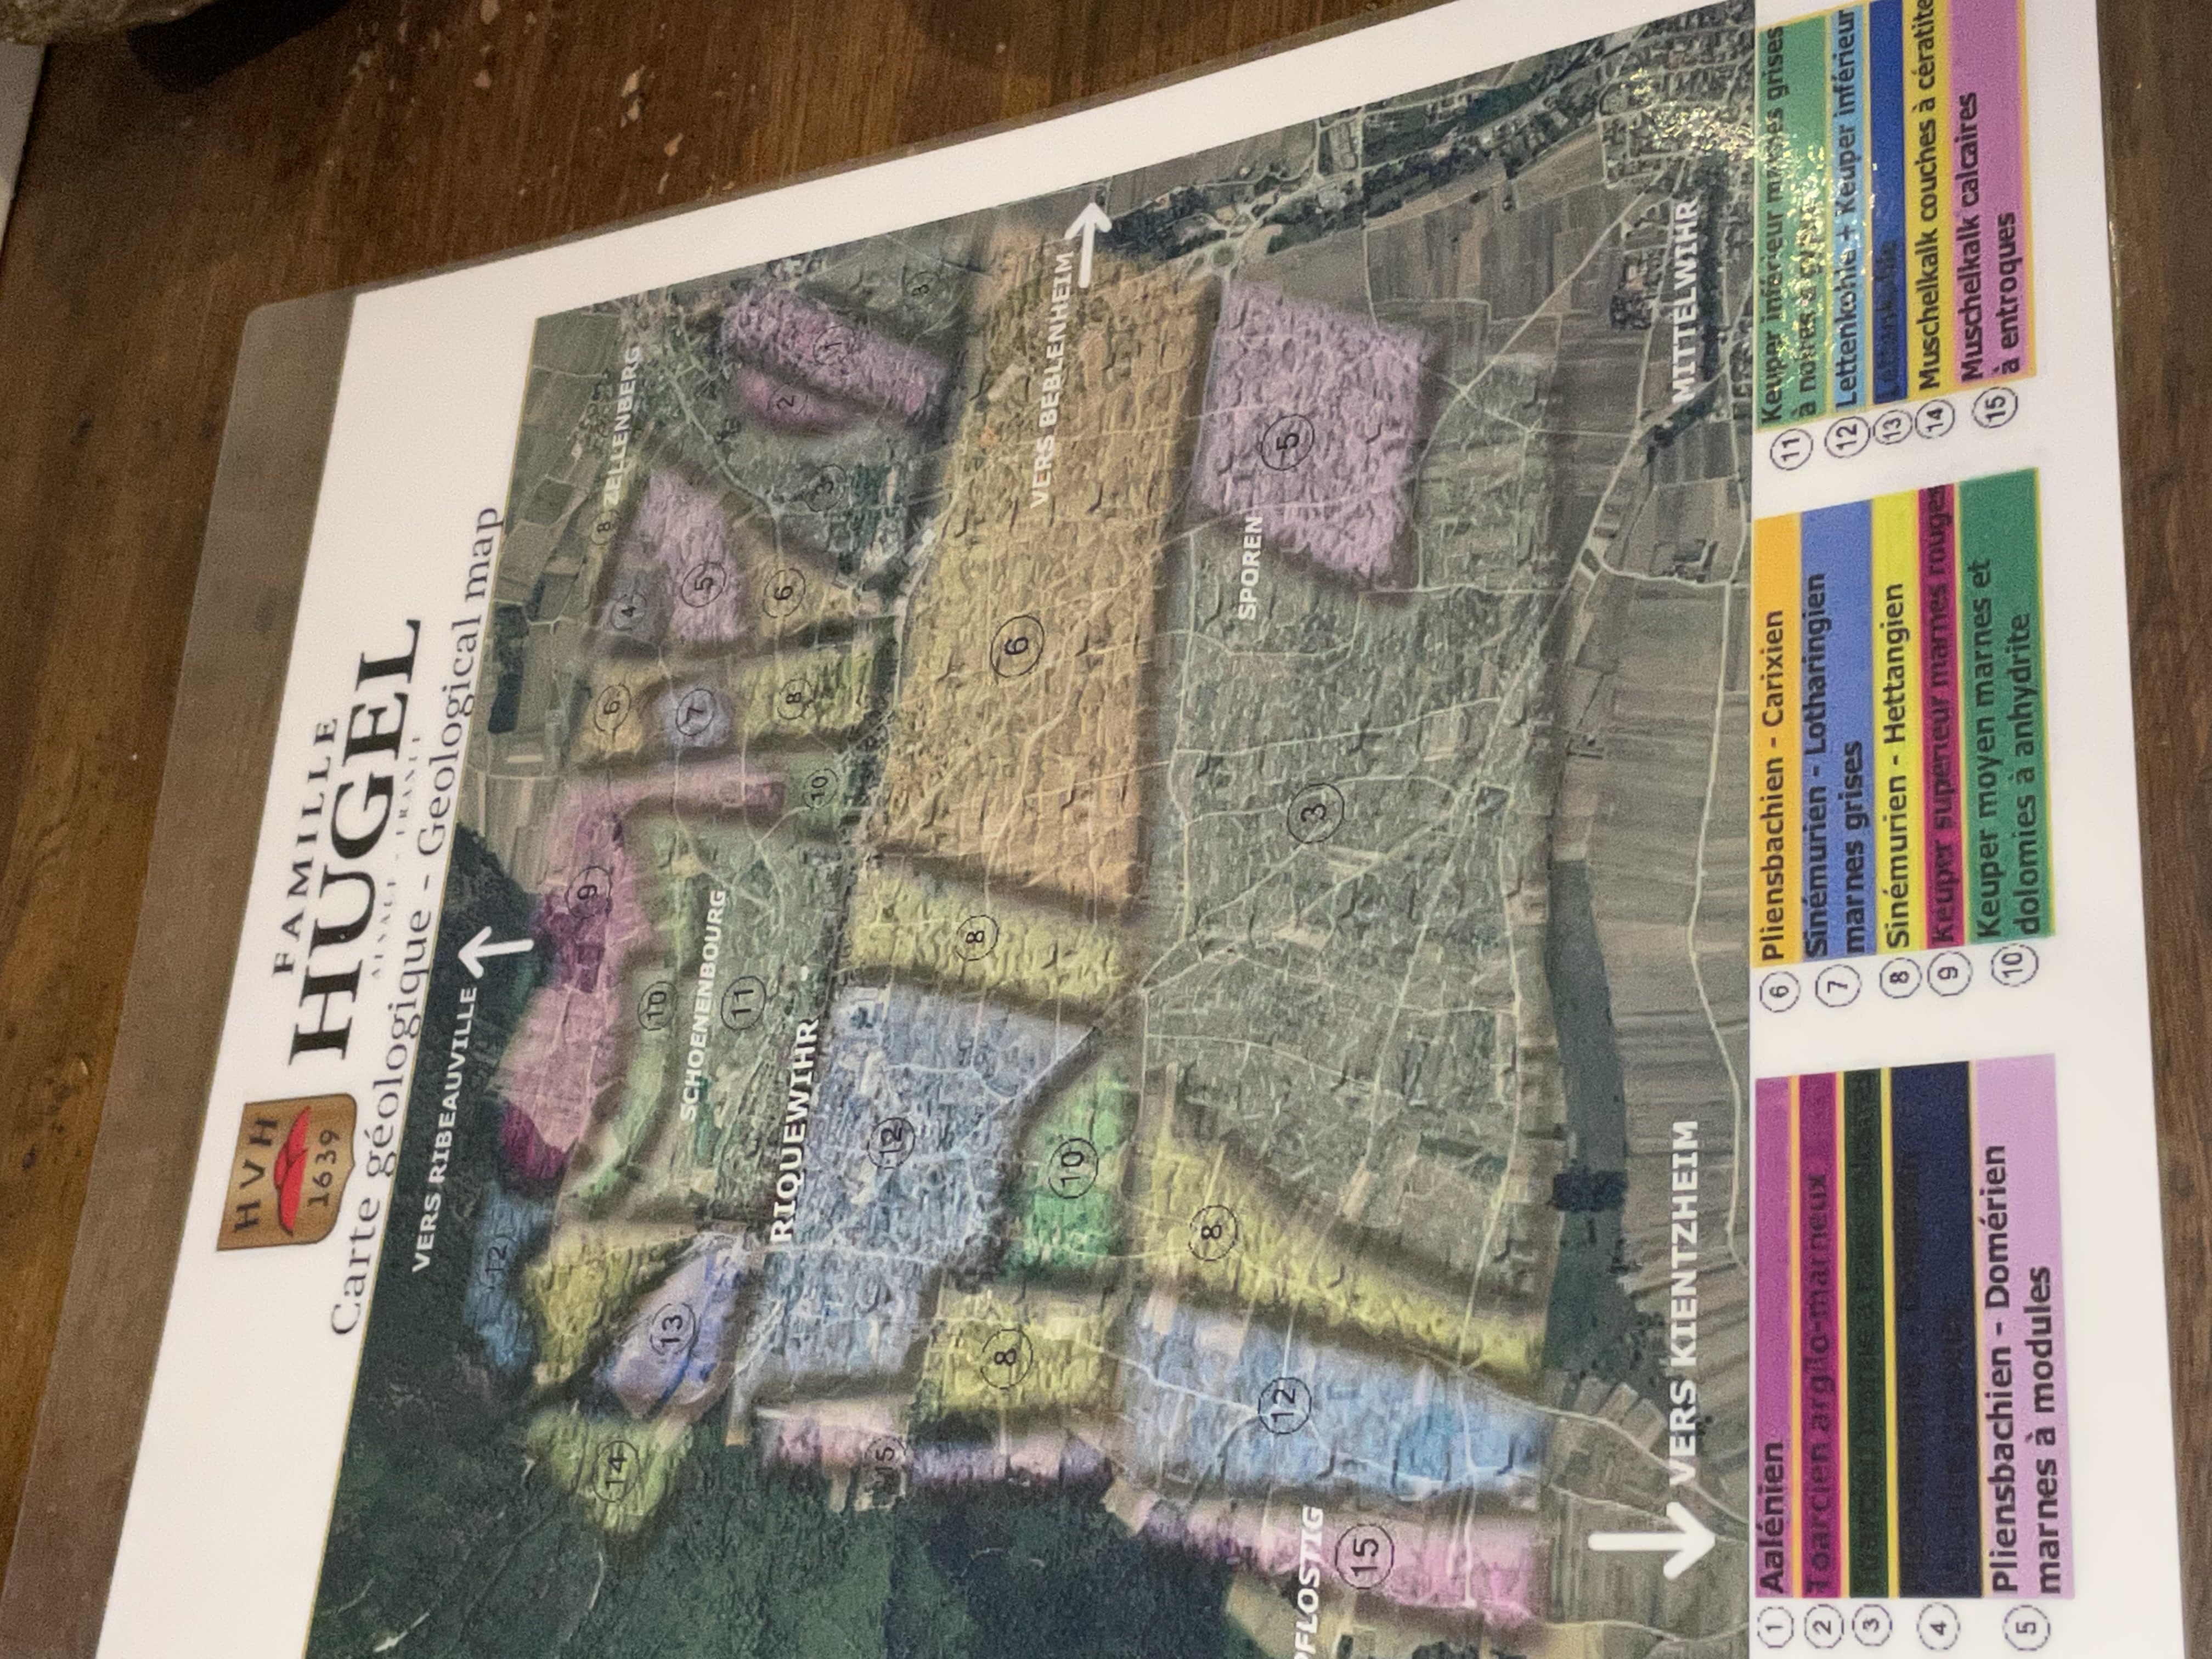 HVH
1639
FAMILLE
HUGEL
ALSACE - FRANCE
Carte géologique - Geological map
VERS RIBEAUVILLE
12
14
13
9
10
SCHOENENBOURG
11
6
4
8 ZELLENBERG
7
5
RIQUEWIHR
8
6
10
3
2
1
15
12
8
8
3
6
10
VERS BEBLENHEIM
8
SPOREN
12
3
5
PFLOSTIG
15
VERS KIENTZHEIM
MITTELWIHR
1 Aalénien
2 Toarcien argilo-marneux
3 Toarcien
4
5 Pliensbachien - Domérien
marnes à modules
6 Pliensbachien - Carixien
7 Sinémurien - Lotharingien
marnes grises
8 Sinémurien - Hettangien
9 Keuper supérieur marnes rouges
10 Keuper moyen marnes et
dolomies à anhydrite
11 Keuper inférieur marnes grises
à noires à
12 Lettenkohle + Keuper inférieur
13 Lettenkohle
14 Muschelkalk couches à cératite
15 Muschelkalk calcaires
à entroques